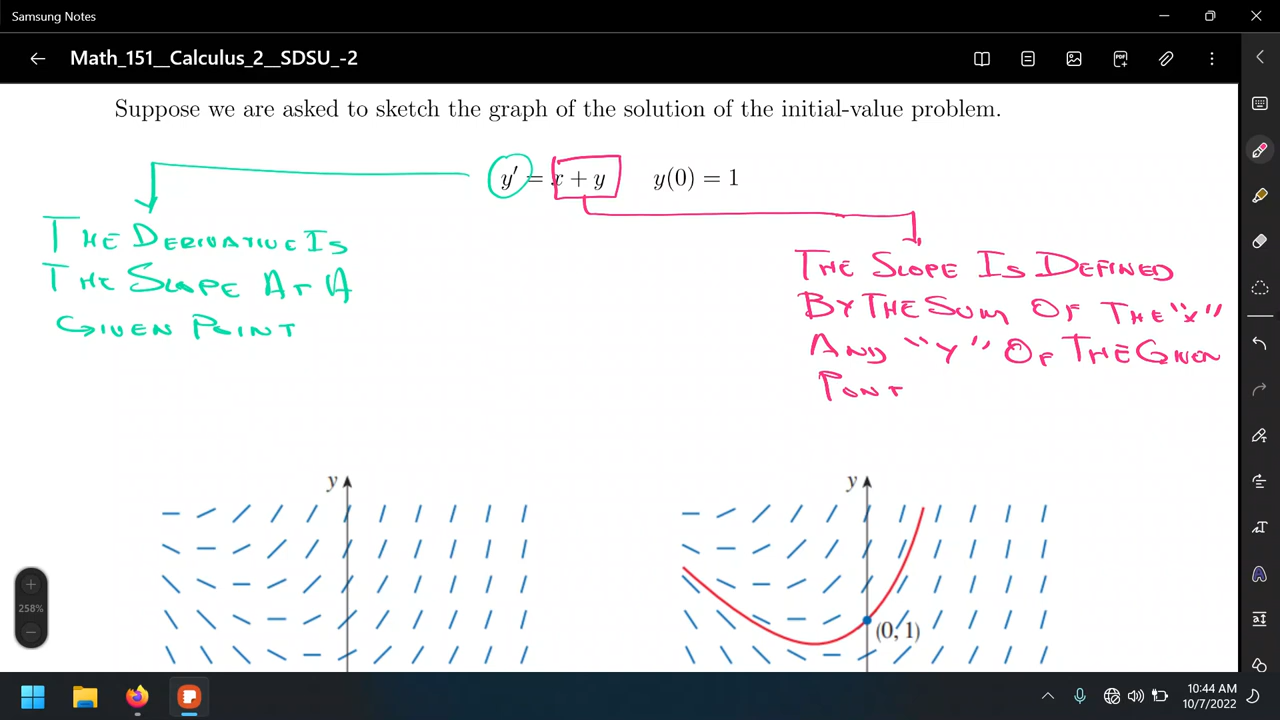 Samsung Notes
Math_151__Calculus_2__SDSU_-2
Suppose we are asked to sketch the graph of the solution of the initial-value problem.
y′ = x + y y(0) = 1
THE DERIVATIVE IS
THE SLOPE AT A
GIVEN POINT
THE SLOPE IS DEFINED
BY THE SUM OF THE "X"
AND "Y" OF THE GIVEN
PONT
y
y
(0, 1)
258%
10:44 AM
10/7/2022